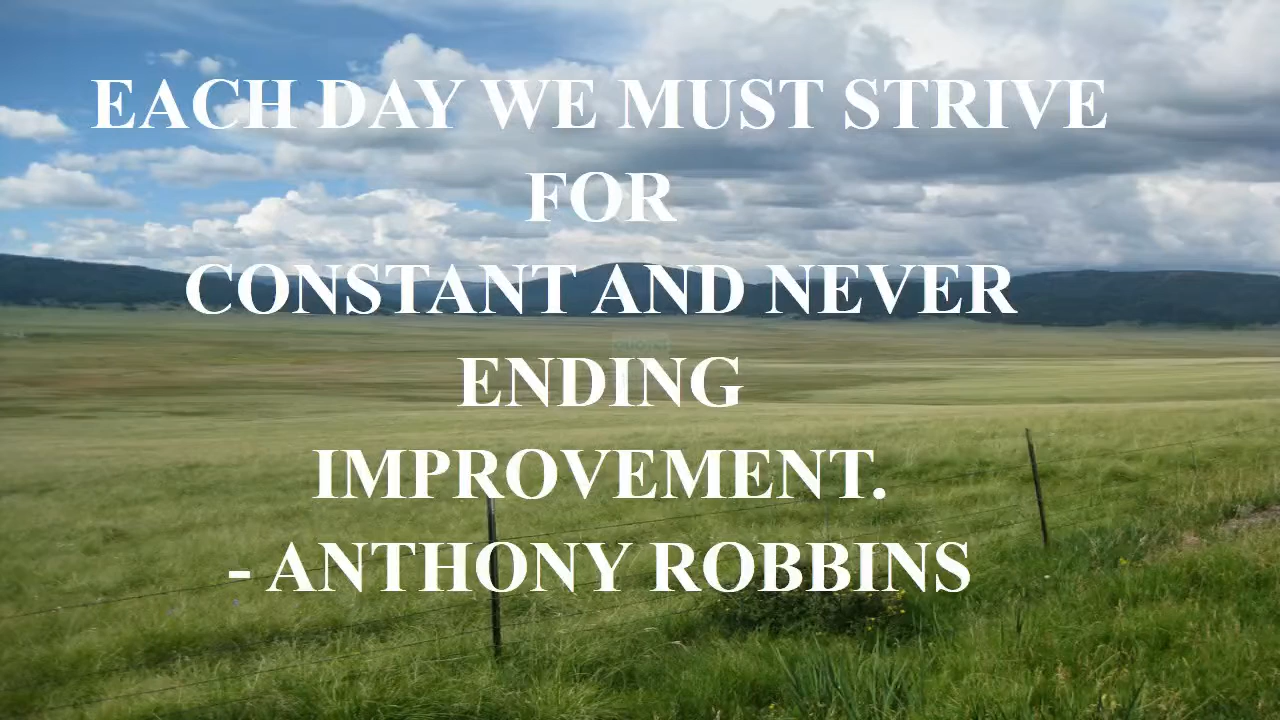 EACH DAY WE MUST STRIVE
FOR
CONSTANT AND NEVER
ENDING
IMPROVEMENT.
- ANTHONY ROBBINS